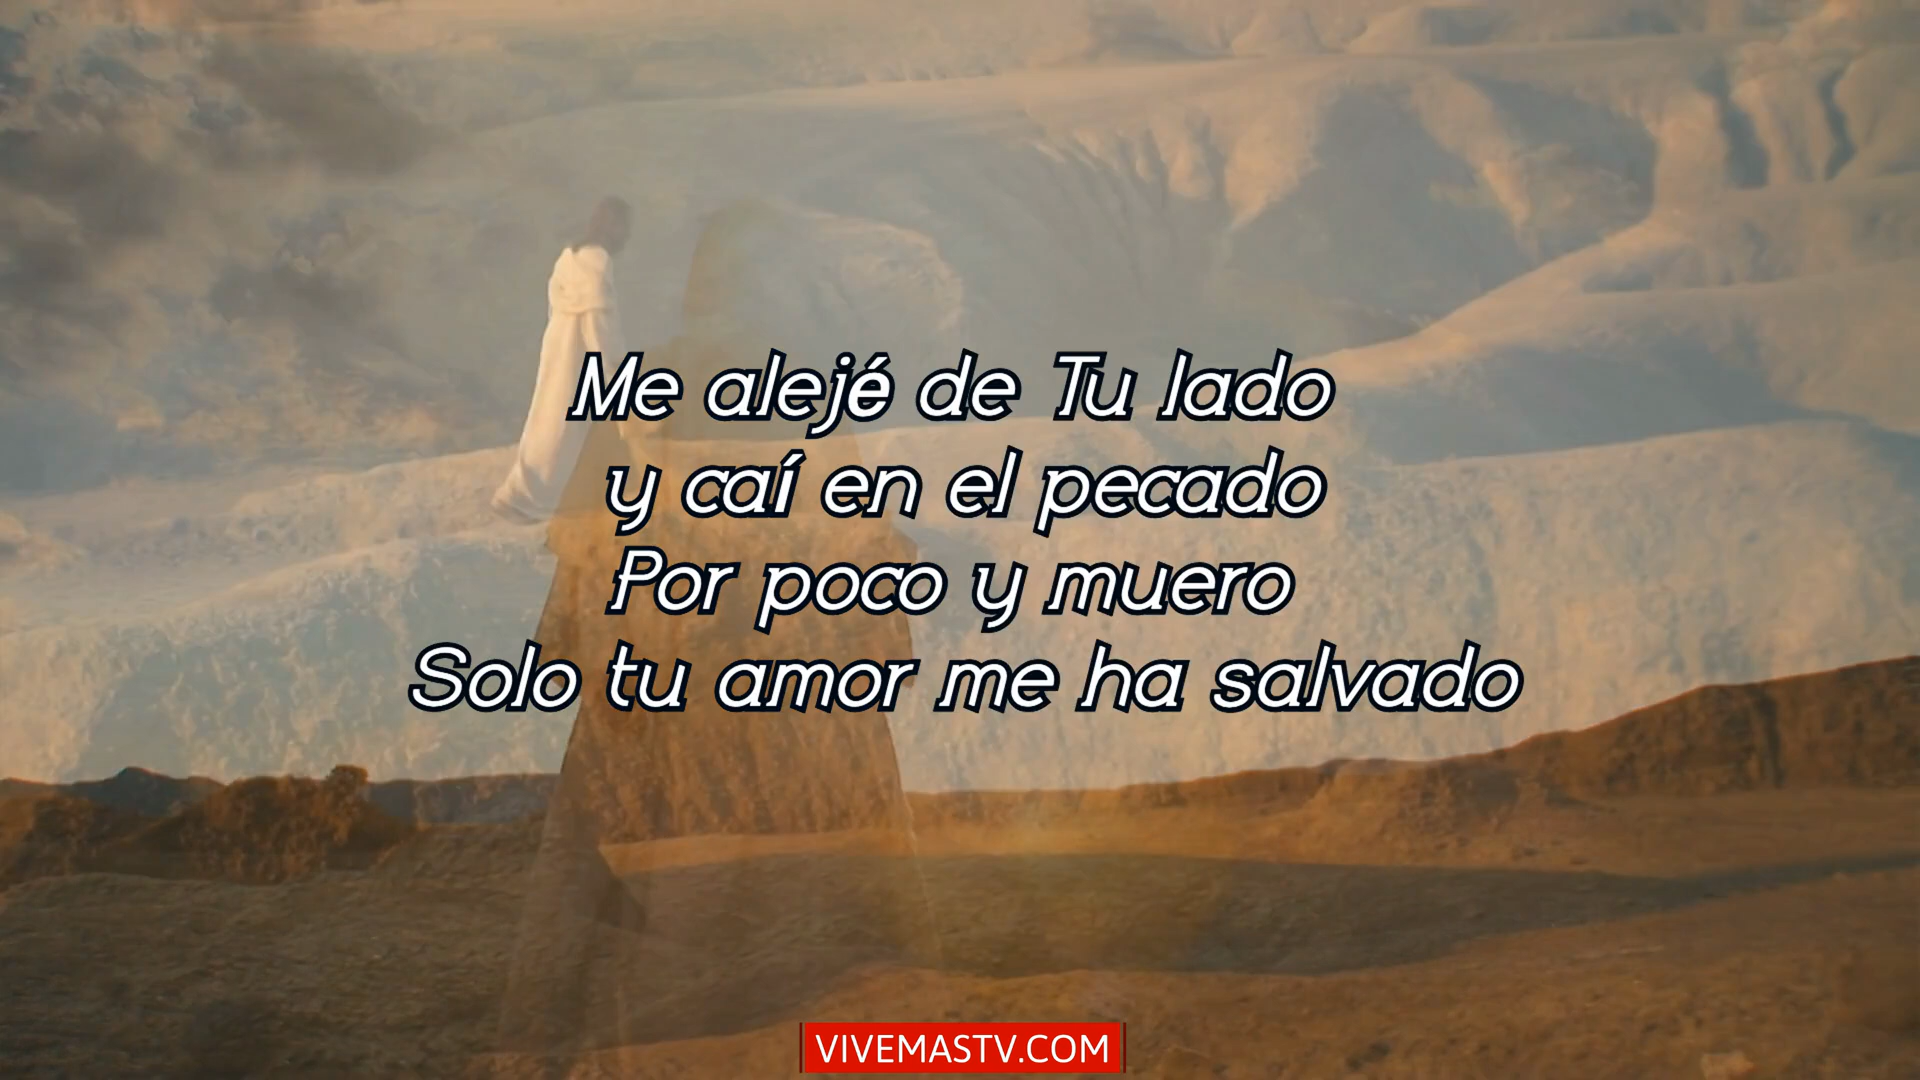 Me alejé de Tu lado
y caí en el pecado
Por poco y muero
Solo tu amor me ha salvado
VIVEMASTV.COM